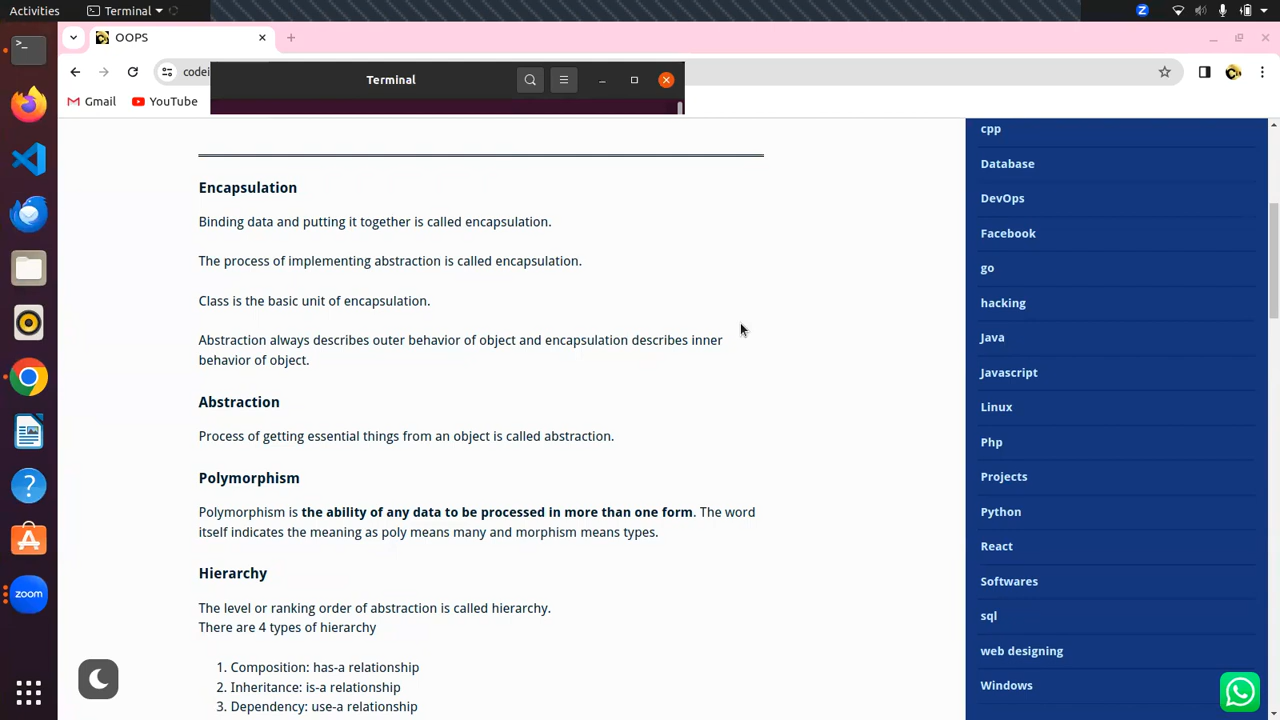 Activities
Terminal
OOPS
codei
Terminal
Gmail
YouTube
Encapsulation
Binding data and putting it together is called encapsulation.
The process of implementing abstraction is called encapsulation.
Class is the basic unit of encapsulation.
Abstraction always describes outer behavior of object and encapsulation describes inner
behavior of object.
Abstraction
Process of getting essential things from an object is called abstraction.
Polymorphism
Polymorphism is the ability of any data to be processed in more than one form. The word
itself indicates the meaning as poly means many and morphism means types.
Hierarchy
The level or ranking order of abstraction is called hierarchy.
There are 4 types of hierarchy
1. Composition: has-a relationship
2. Inheritance: is-a relationship
3. Dependency: use-a relationship
cpp
Database
DevOps
Facebook
go
hacking
Java
Javascript
Linux
Php
Projects
Python
React
Softwares
sql
web designing
Windows
zoom